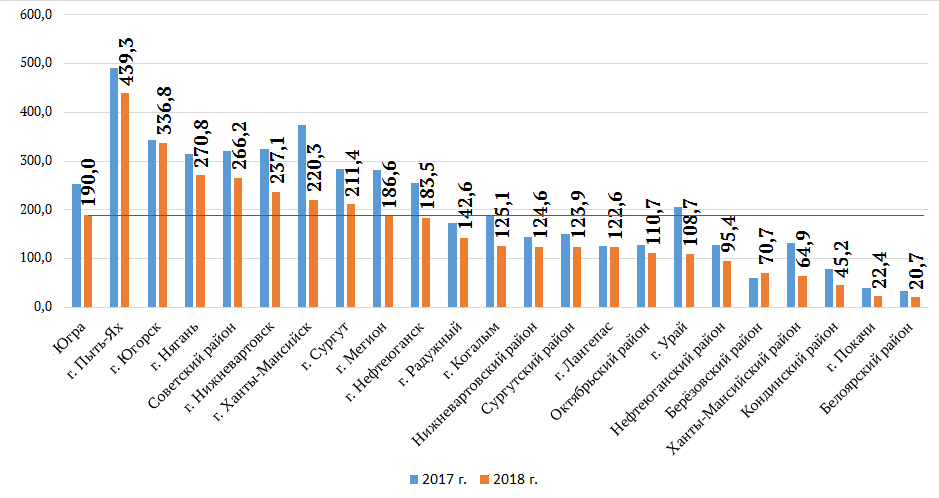 600,0
500,0
400,0
300,0
200,0
100,0
0,0
190,0
439,3
336,8
270,8
266,2
237,1
220,3
211,4
186,6
183,5
142,6
125,1
124,6
123,9
122,6
110,7
108,7
95,4
70,7
64,9
45,2
22,4
20,7
Югра
г. Пыть-Ях
г. Югорск
г. Нягань
Советский район
г. Нижневартовск
г. Ханты-Мансийск
г. Сургут
г. Мегион
г. Нефтеюганск
г. Радужный
г. Когалым
Нижневартовский район
Сургутский район
г. Лангепас
Октябрьский район
г. Урай
Нефтеюганский район
Берёзовский район
Ханты-Мансийский район
Кондинский район
г. Покачи
Белоярский район
2017 г.
2018 г.